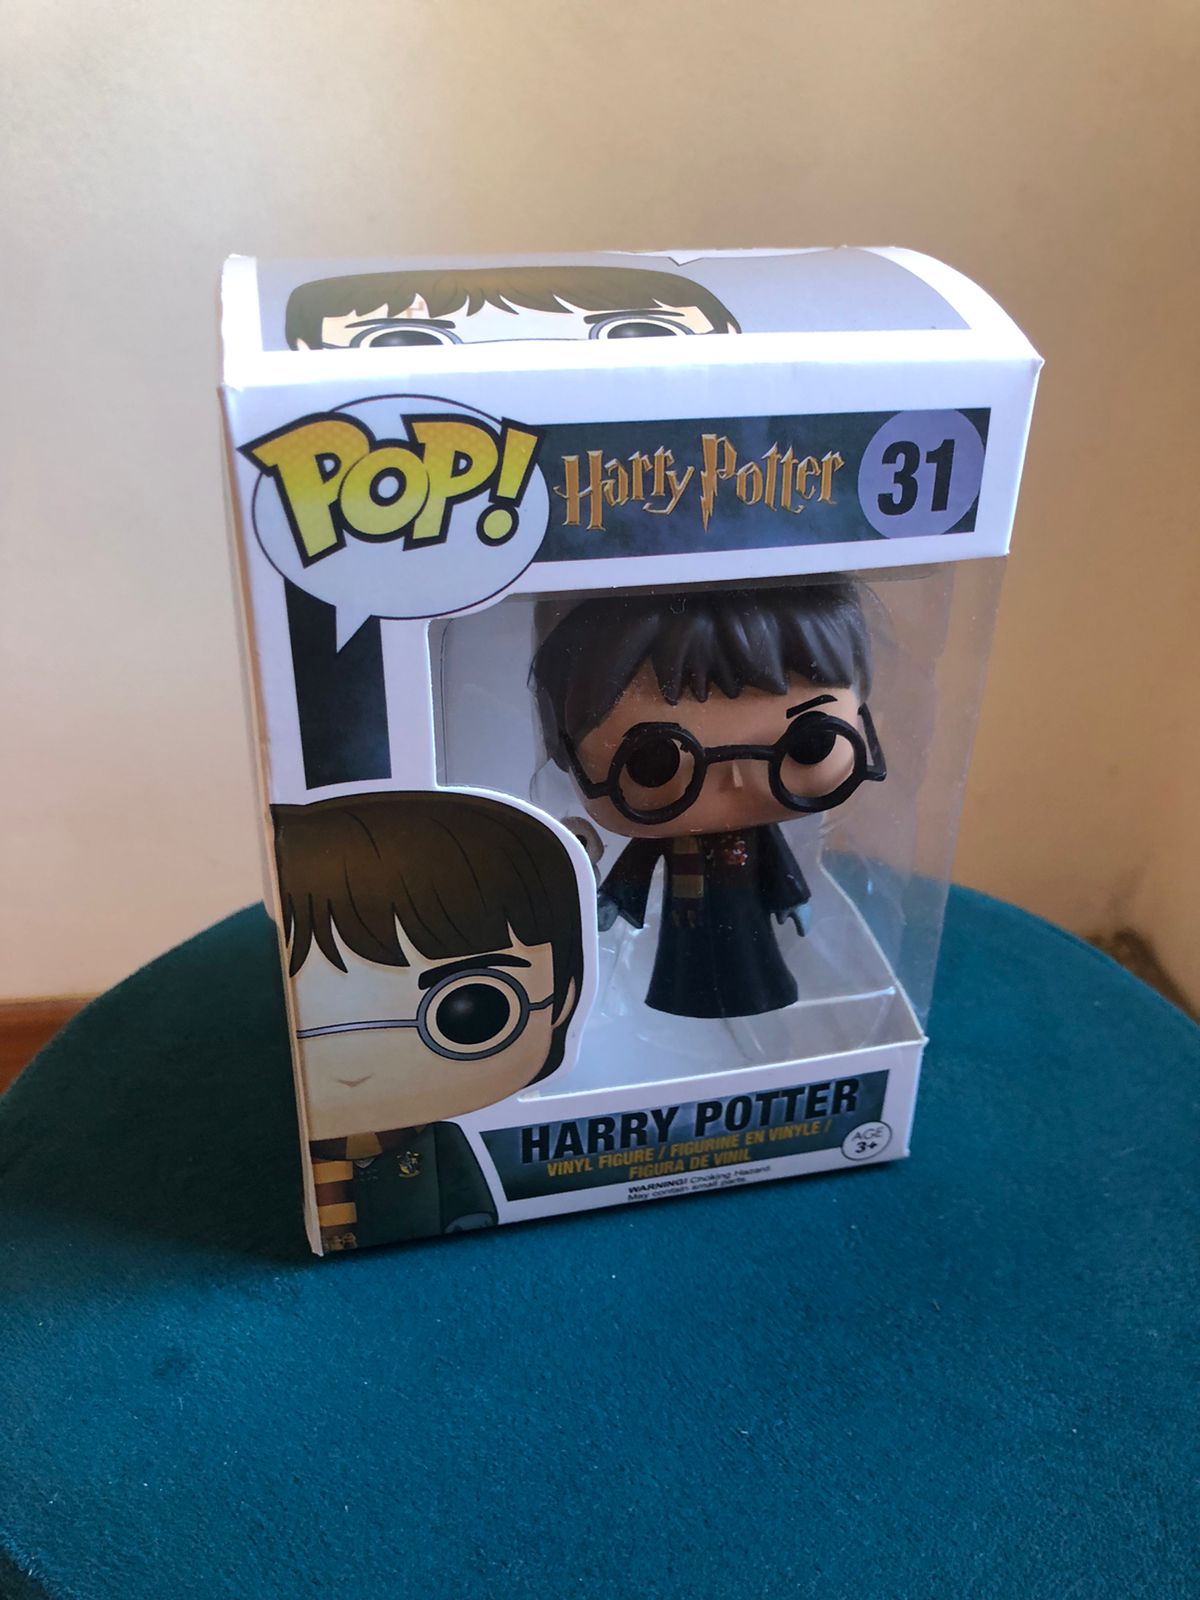 POP!
Harry Potter
31
HARRY POTTER
VINYL FIGURE / FIGURINE EN VINYLE /
FIGURA DE VINIL
AGE
3+
WARNING! Choking Hazard.
May contain small parts.